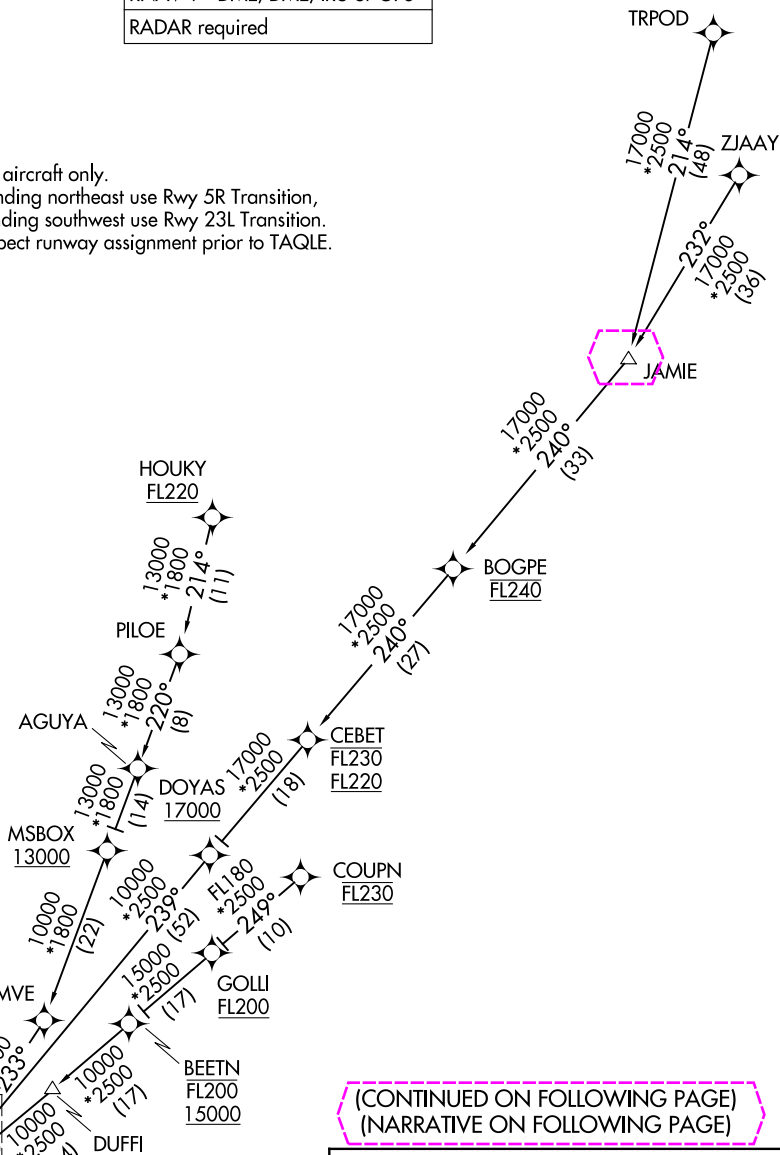 RADAR required
TRPOD
17000
*2500
214°
(48)
ZJAAY
232°
17000
*2500
(36)
aircraft only.
nding northeast use Rwy 5R Transition,
ding southwest use Rwy 23L Transition.
pect runway assignment prior to TAQLE.
JAMIE
17000
*2500
240°
(33)
HOUKY
FL220
13000
*1800
214°
(11)
BOGPE
FL240
17000
*2500
240°
(27)
PILOE
13000
*1800
220°
(8)
AGUYA
CEBET
FL230
FL220
17000
*2500
(18)
DOYAS
17000
13000
*1800
(14)
MSBOX
13000
COUPN
FL230
FL180
*2500
249°
(10)
10000
*2500
239°
(52)
10000
*1800
(22)
GOLLI
FL200
15000
*2500
(17)
MVE
233°
BEETN
FL200
15000
10000
*2500
(17)
DUFFI
10000
*2500
4)
(CONTINUED ON FOLLOWING PAGE)
(NARRATIVE ON FOLLOWING PAGE)